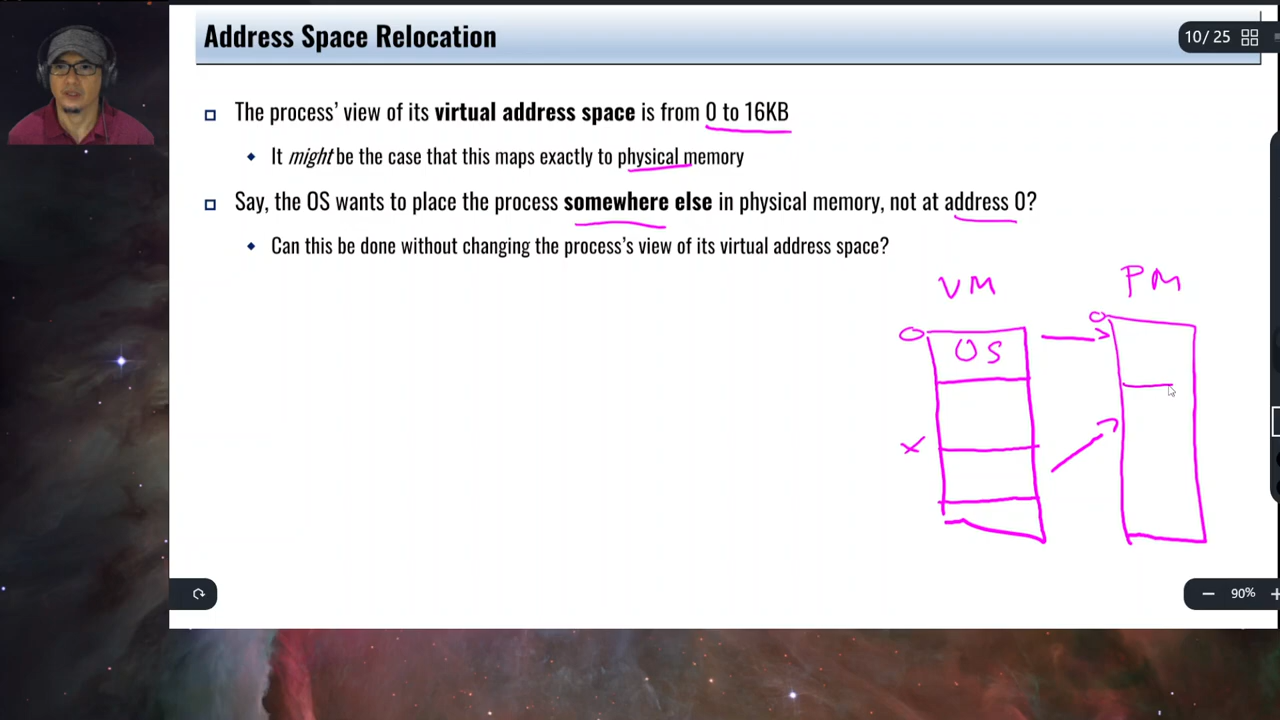 Address Space Relocation
10/ 25
The process’ view of its virtual address space is from 0 to 16KB
It might be the case that this maps exactly to physical memory
Say, the OS wants to place the process somewhere else in physical memory, not at address 0?
Can this be done without changing the process’s view of its virtual address space?
VM PM
0 0
OS
X
90%